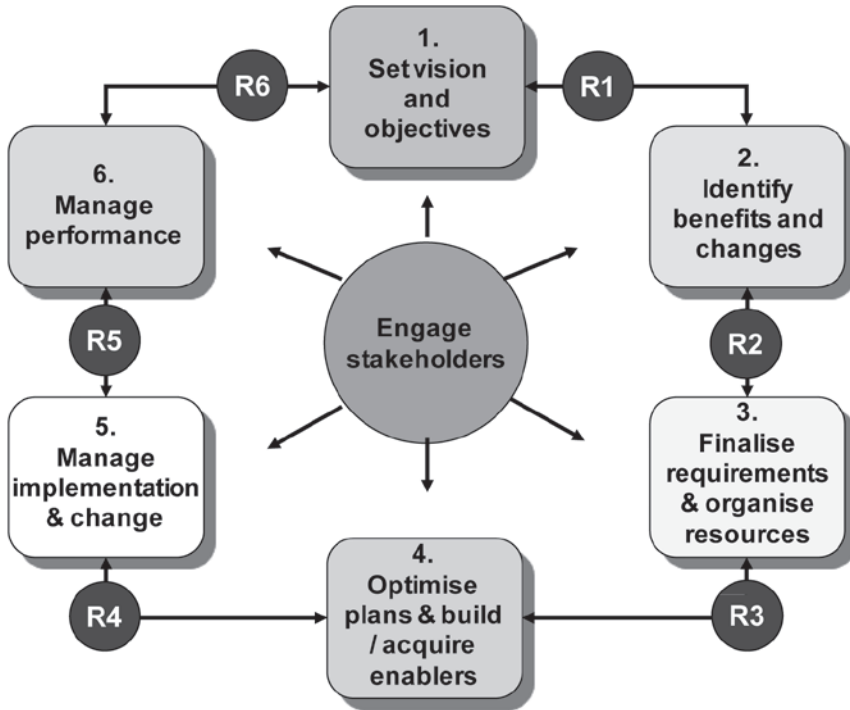 1.
Set vision
and
objectives
R1
2.
Identify
benefits and
changes
R2
3.
Finalise
requirements
& organise
resources
R3
4.
Optimise
plans & build
/ acquire
enablers
R4
5.
Manage
implementation
& change
R5
6.
Manage
performance
R6
Engage
stakeholders